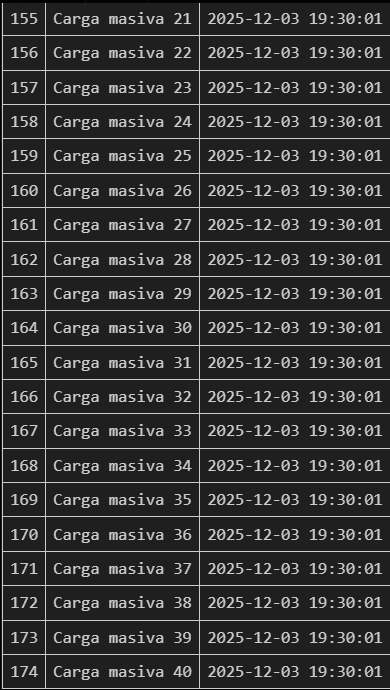 155 Carga masiva 21 2025-12-03 19:30:01
156 Carga masiva 22 2025-12-03 19:30:01
157 Carga masiva 23 2025-12-03 19:30:01
158 Carga masiva 24 2025-12-03 19:30:01
159 Carga masiva 25 2025-12-03 19:30:01
160 Carga masiva 26 2025-12-03 19:30:01
161 Carga masiva 27 2025-12-03 19:30:01
162 Carga masiva 28 2025-12-03 19:30:01
163 Carga masiva 29 2025-12-03 19:30:01
164 Carga masiva 30 2025-12-03 19:30:01
165 Carga masiva 31 2025-12-03 19:30:01
166 Carga masiva 32 2025-12-03 19:30:01
167 Carga masiva 33 2025-12-03 19:30:01
168 Carga masiva 34 2025-12-03 19:30:01
169 Carga masiva 35 2025-12-03 19:30:01
170 Carga masiva 36 2025-12-03 19:30:01
171 Carga masiva 37 2025-12-03 19:30:01
172 Carga masiva 38 2025-12-03 19:30:01
173 Carga masiva 39 2025-12-03 19:30:01
174 Carga masiva 40 2025-12-03 19:30:01